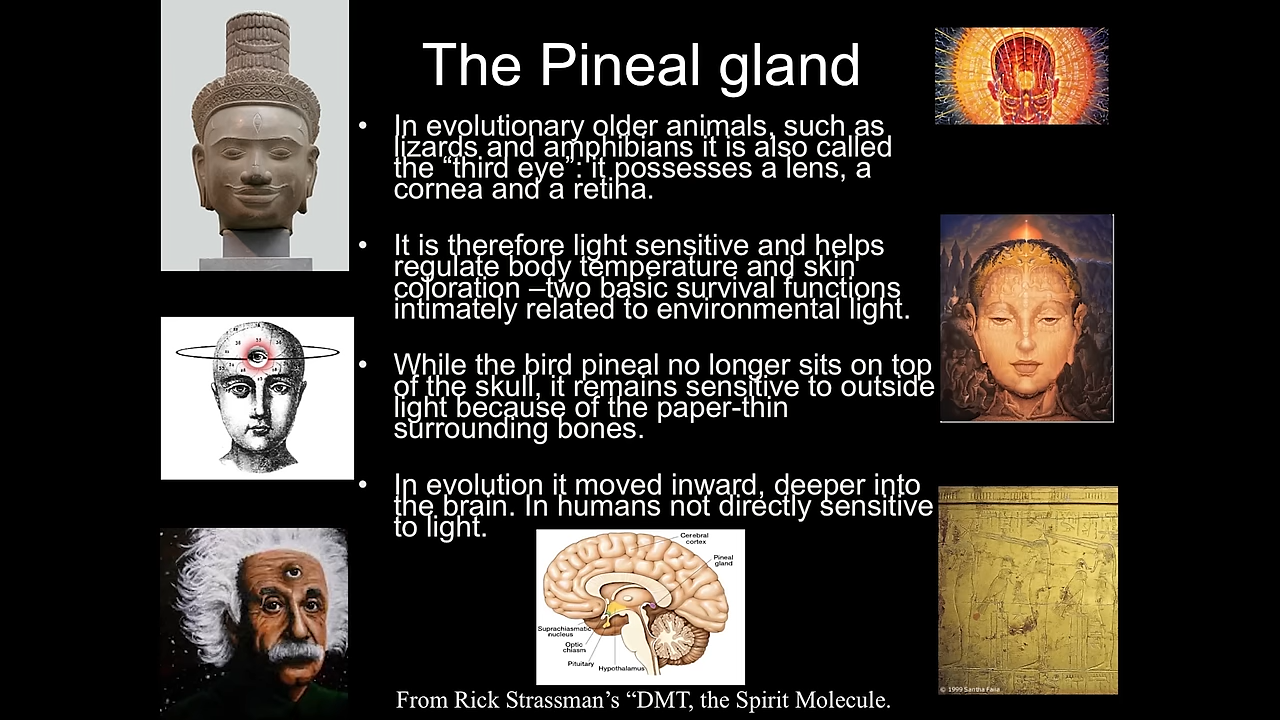 The Pineal gland
• In evolutionary older animals, such as
lizards and amphibians it is also called
the “third eye”: it possesses a lens, a
cornea and a retina.
• It is therefore light sensitive and helps
regulate body temperature and skin
coloration –two basic survival functions
intimately related to environmental light.
• While the bird pineal no longer sits on top
of the skull, it remains sensitive to outside
light because of the paper-thin
surrounding bones.
• In evolution it moved inward, deeper into
the brain. In humans not directly sensitive
to light.
Cerebral
cortex
Pineal
gland
Suprachiasmatic
nucleus
Optic
chiasm
Pituitary
Hypothalamus
© 1999 Santha Faiia
From Rick Strassman’s “DMT, the Spirit Molecule.